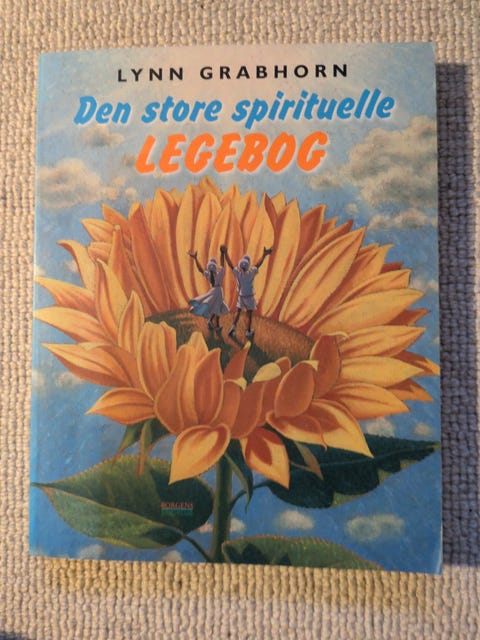 LYNN GRABHORN
Den store spirituelle
LEGEBOG
BORGENS